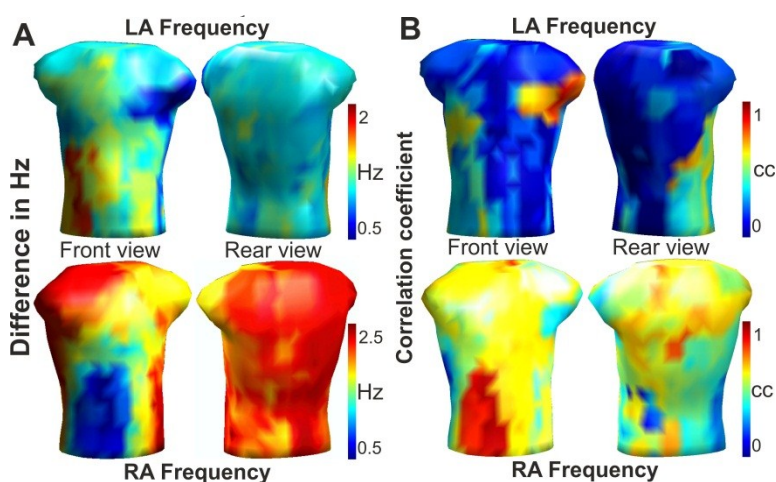 A
LA Frequency
B
LA Frequency
Difference in Hz
2
Hz
0.5
Correlation coefficient
1
cc
0
Front view
Rear view
Front view
Rear view
2.5
Hz
0.5
1
cc
0
RA Frequency
RA Frequency